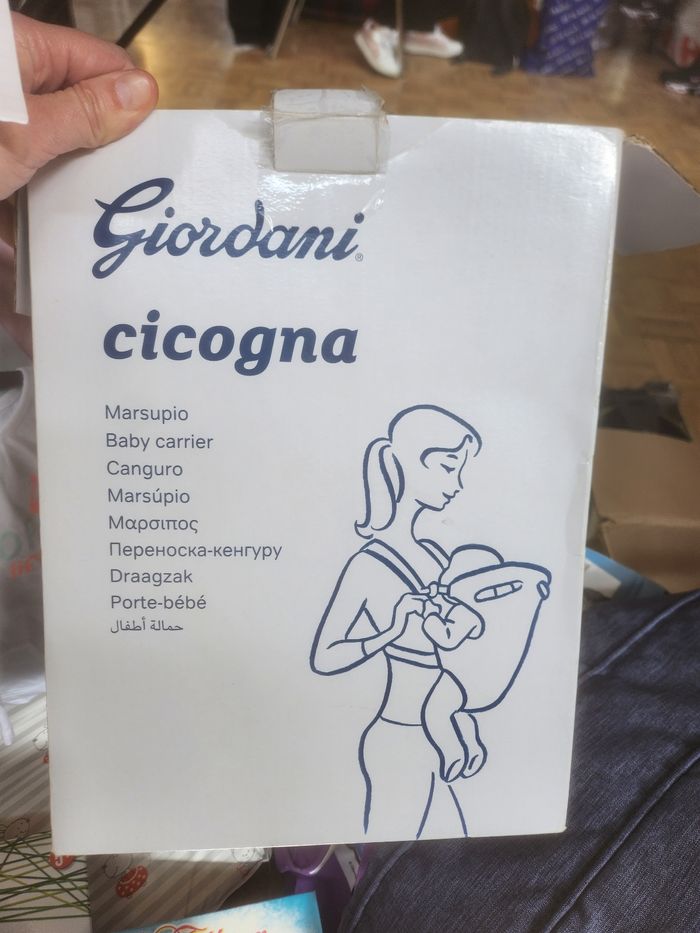 Giordani®
cicogna
Marsupio
Baby carrier
Canguro
Marsúpio
Μαρσιπος
Переноска-кенгуру
Draagzak
Porte-bébé
حمالة أطفال